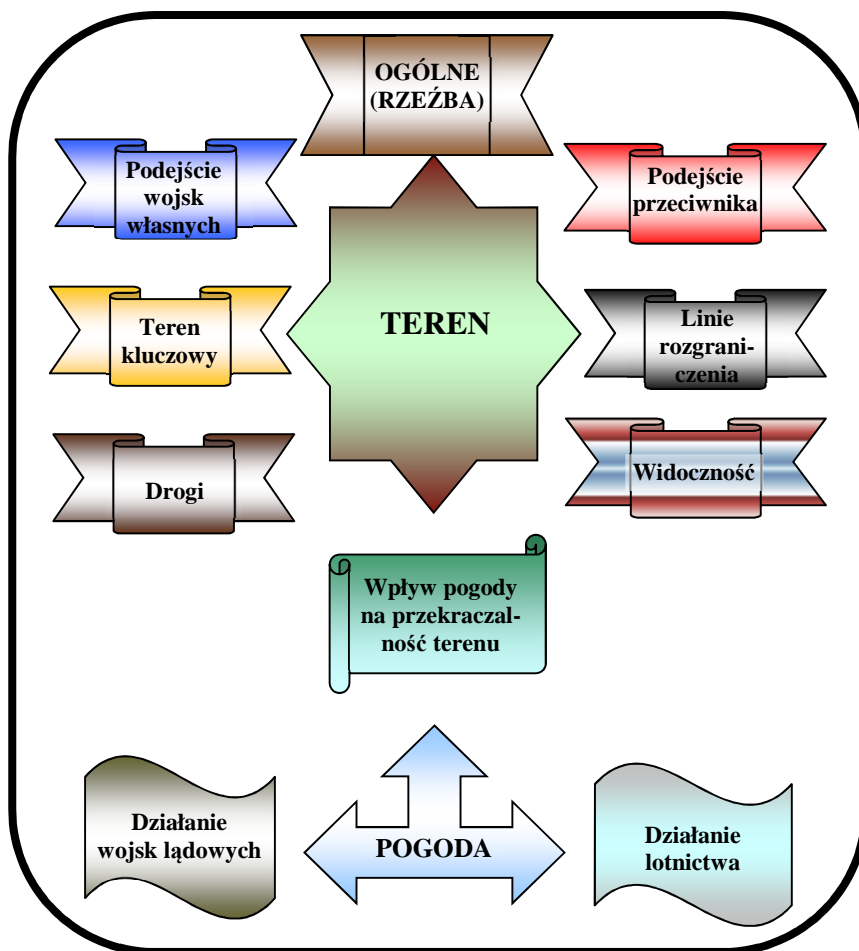 OGÓLNE
(RZEŹBA)
Podejście
wojsk
własnych
Podejście
przeciwnika
Teren
kluczowy
TEREN
Linie
rozgrani-
czenia
Drogi
Widoczność
Wpływ pogody
na przekraczal-
ność terenu
Działanie
wojsk lądowych
POGODA
Działanie
lotnictwa